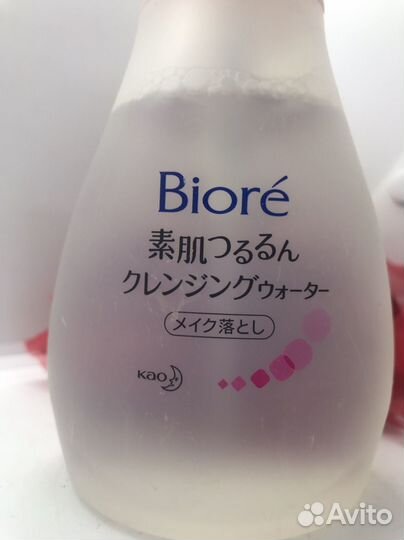 Bioré
素肌つるるん
クレンジングウォーター
メイク落とし
Kao
Avito